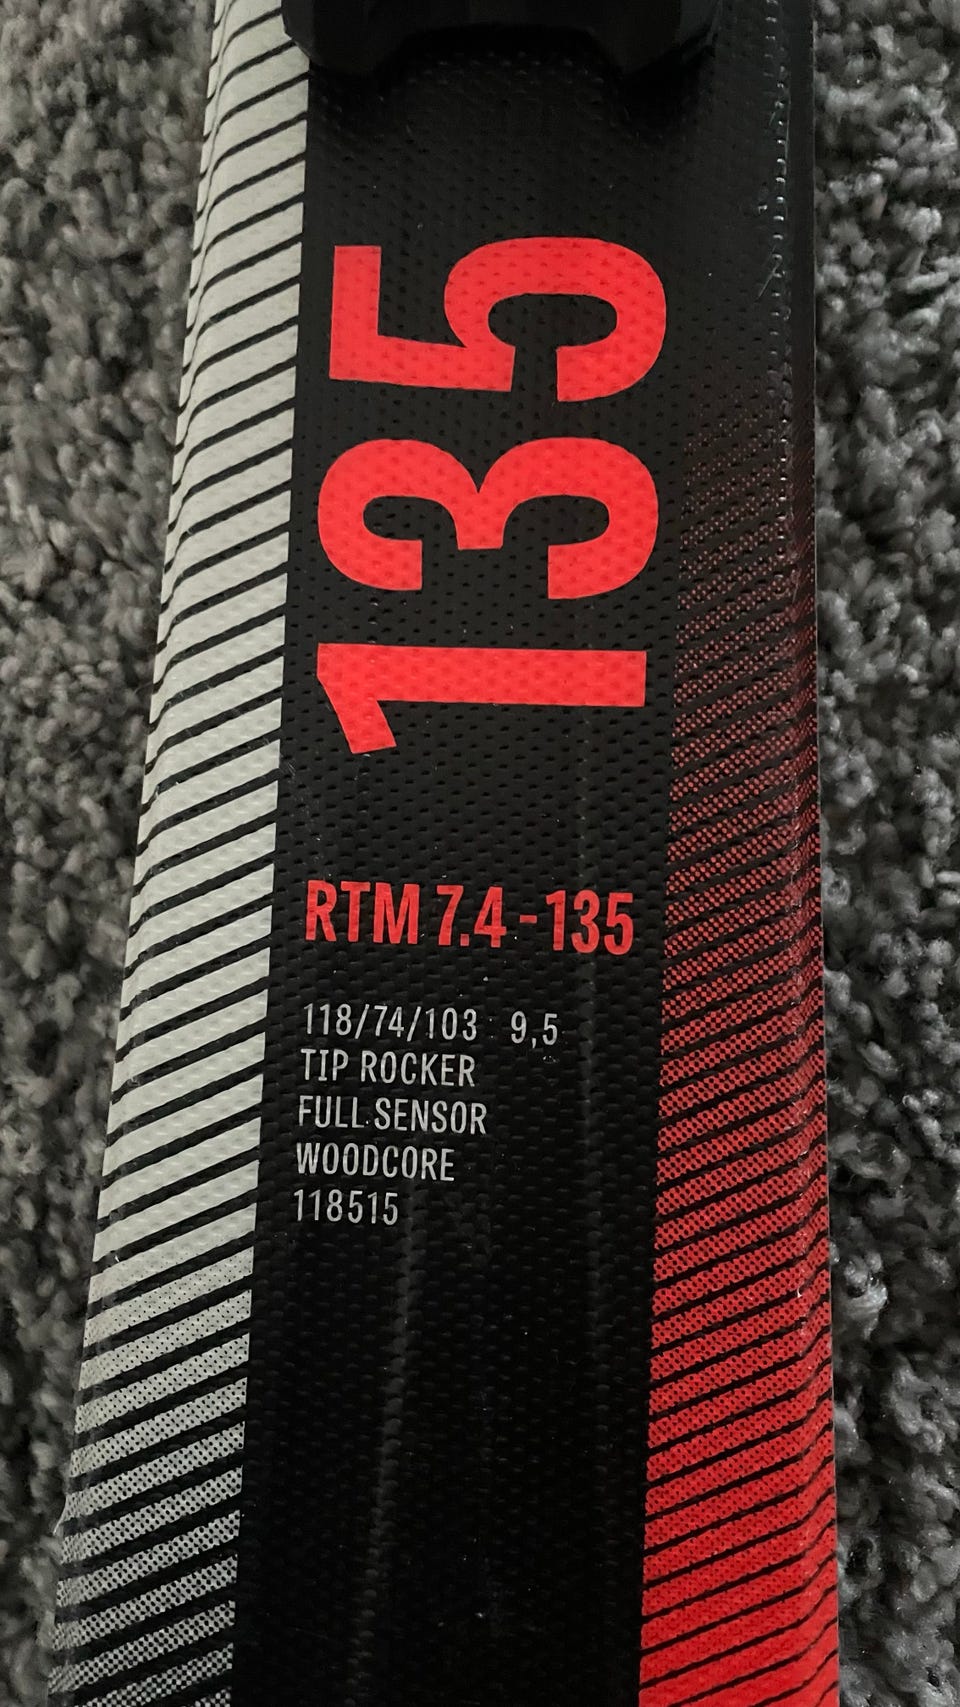 135
RTM 7.4-135
118/74/103 9,5
TIP ROCKER
FULL SENSOR
WOODCORE
118515